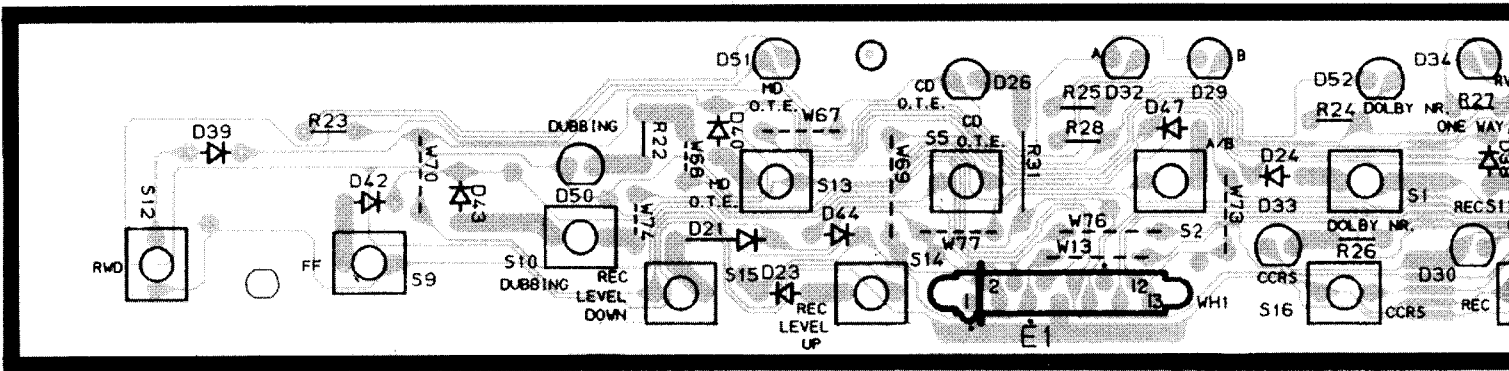 D51
D26
A
D32
D29
B
D52
D34
MD
O.T.E.
CD
O.T.E.
R25
R24
DOLBY NR.
R27
D39
R23
DUBBING
R22
D40
W67
S5
CD
O.T.E.
R28
D47
ONE WAY
W70
W68
W69
R31
A/B
D24
S12
D42
D43
D50
MD
O.T.E.
S13
W73
S1
W74
D21
D44
W77
W76
W13
S2
D33
DOLBY NR.
REC
RWD
FF
S9
S10
DUBBING
REC
LEVEL
DOWN
S15
D23
REC
LEVEL
UP
S14
1
2
12
13
WH1
E1
CCRS
S16
R26
CCRS
D30
REC